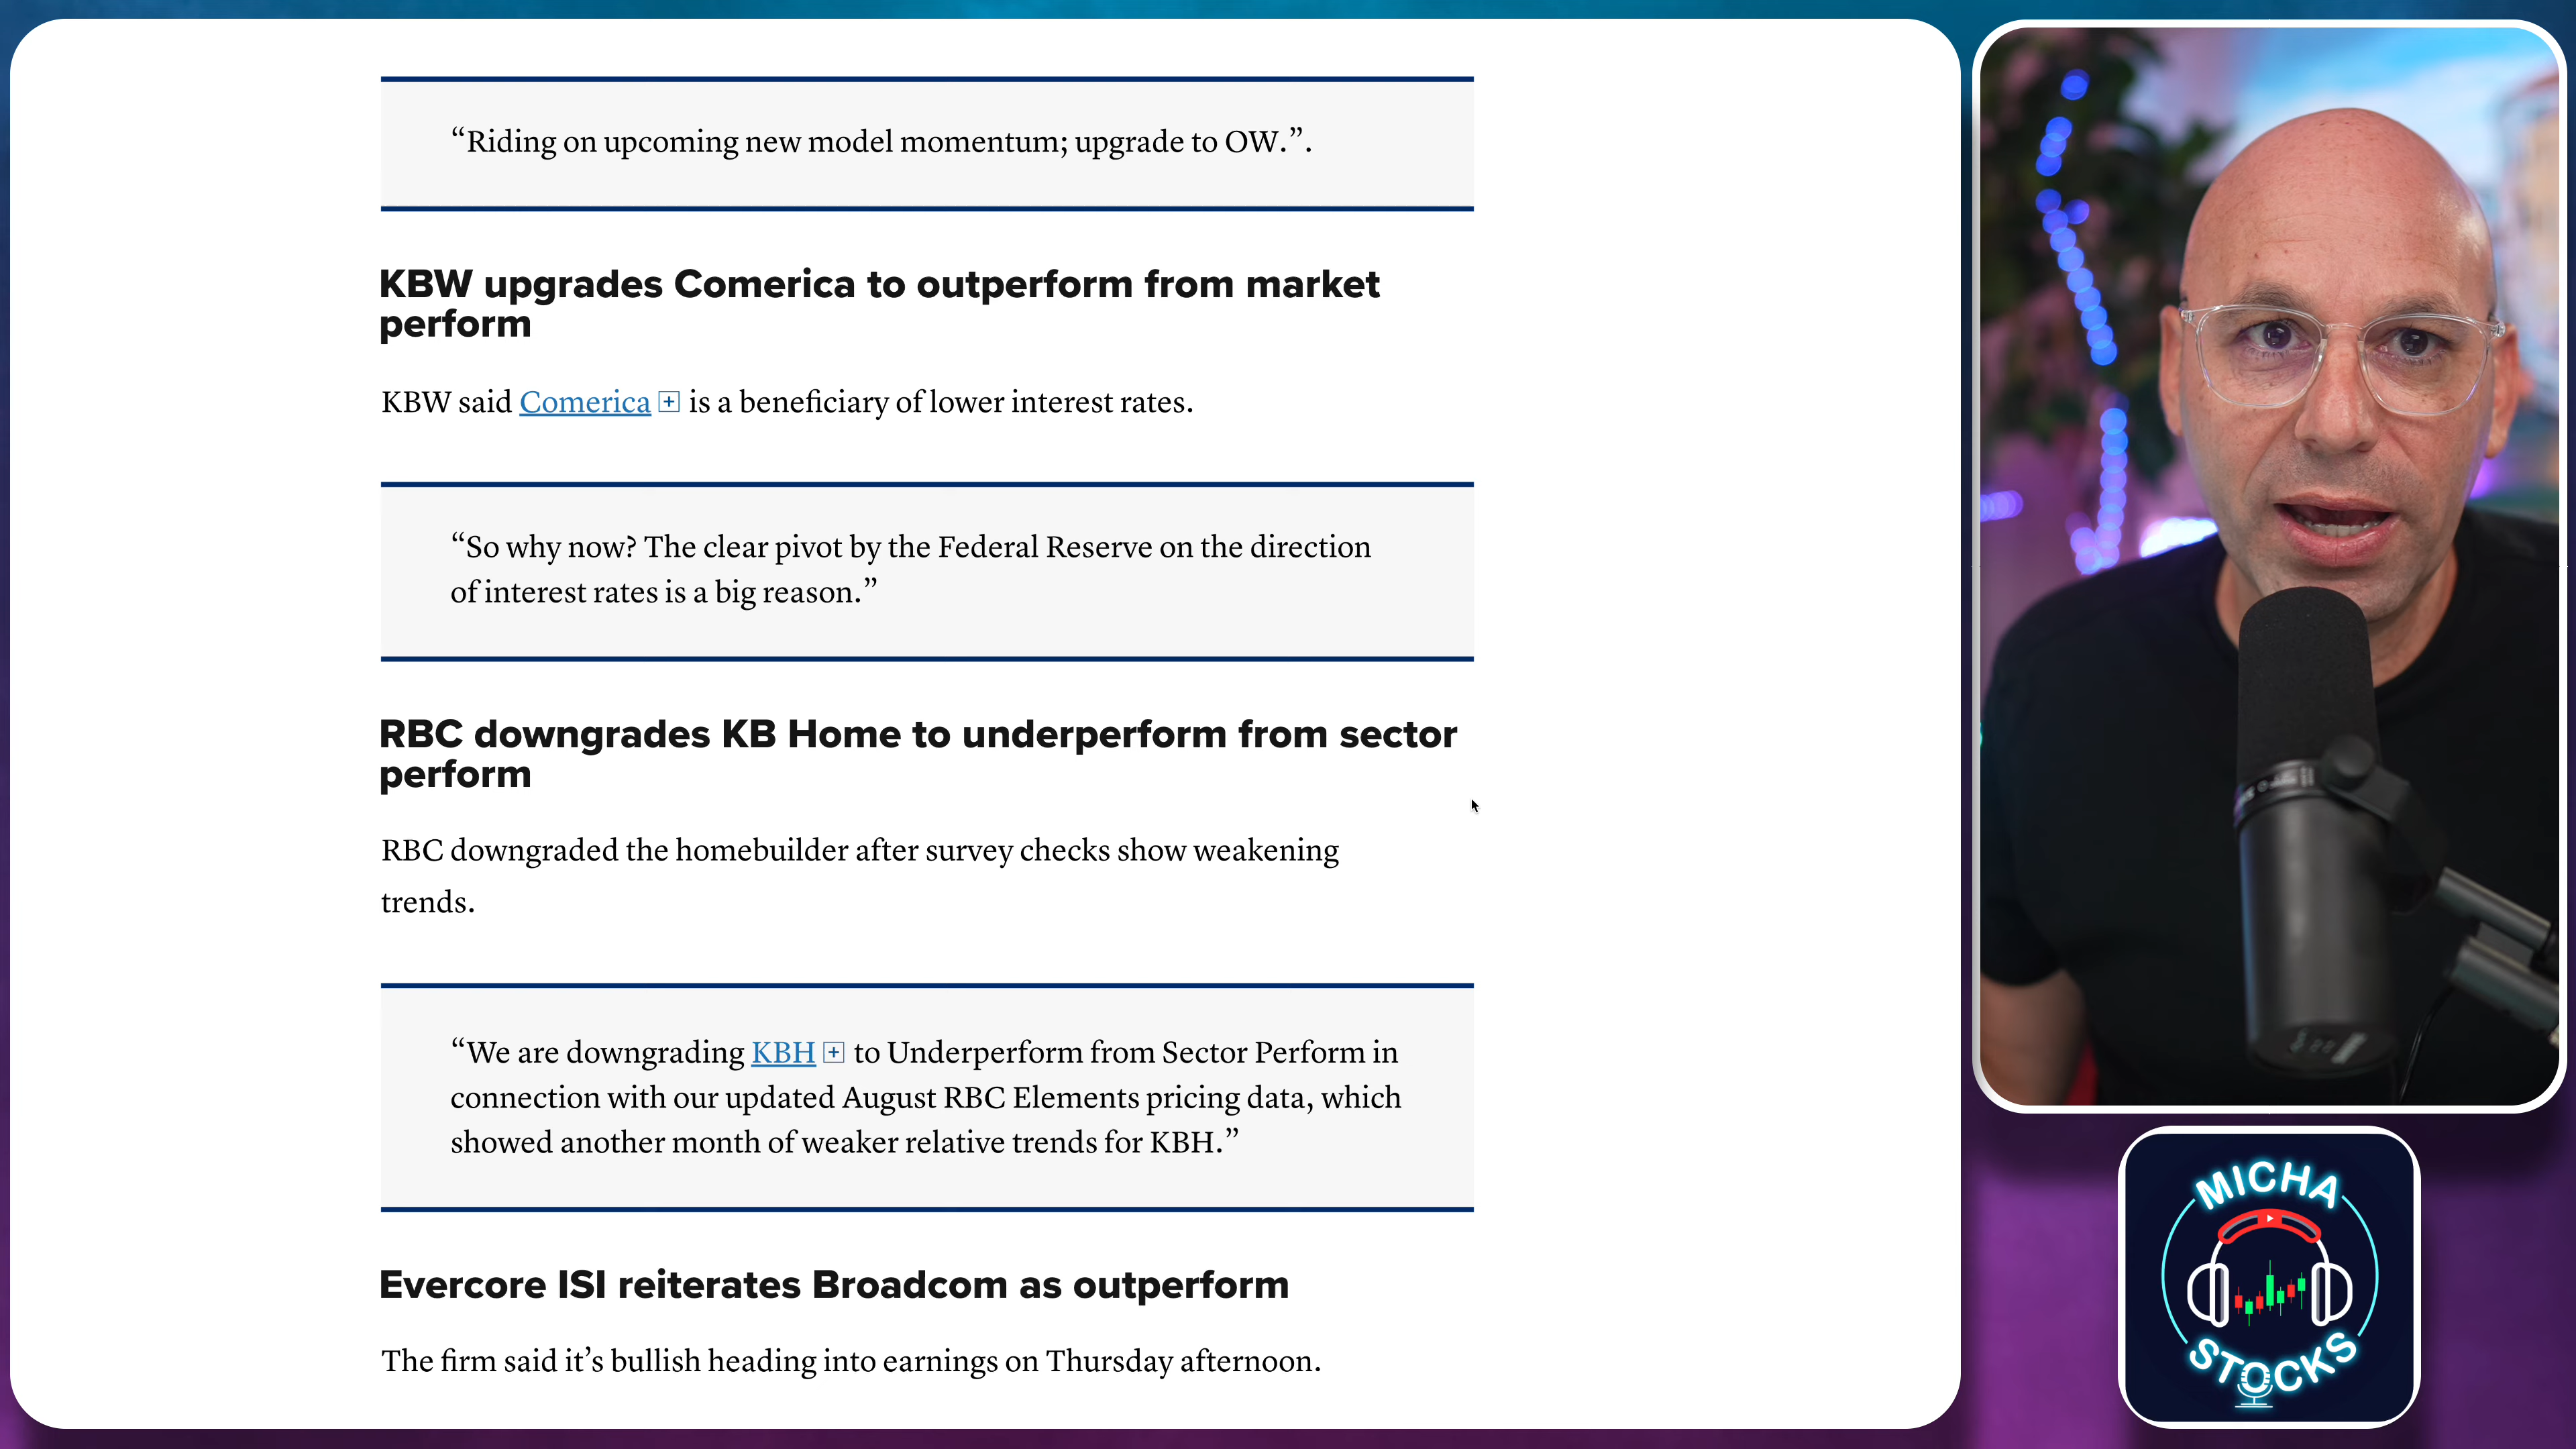 “Riding on upcoming new model momentum; upgrade to OW.”.
KBW upgrades Comerica to outperform from market
perform
KBW said Comerica is a beneficiary of lower interest rates.
“So why now? The clear pivot by the Federal Reserve on the direction
of interest rates is a big reason.”
RBC downgrades KB Home to underperform from sector
perform
RBC downgraded the homebuilder after survey checks show weakening
trends.
“We are downgrading KBH to Underperform from Sector Perform in
connection with our updated August RBC Elements pricing data, which
showed another month of weaker relative trends for KBH.”
Evercore ISI reiterates Broadcom as outperform
The firm said it’s bullish heading into earnings on Thursday afternoon.
MICHA
STOCKS